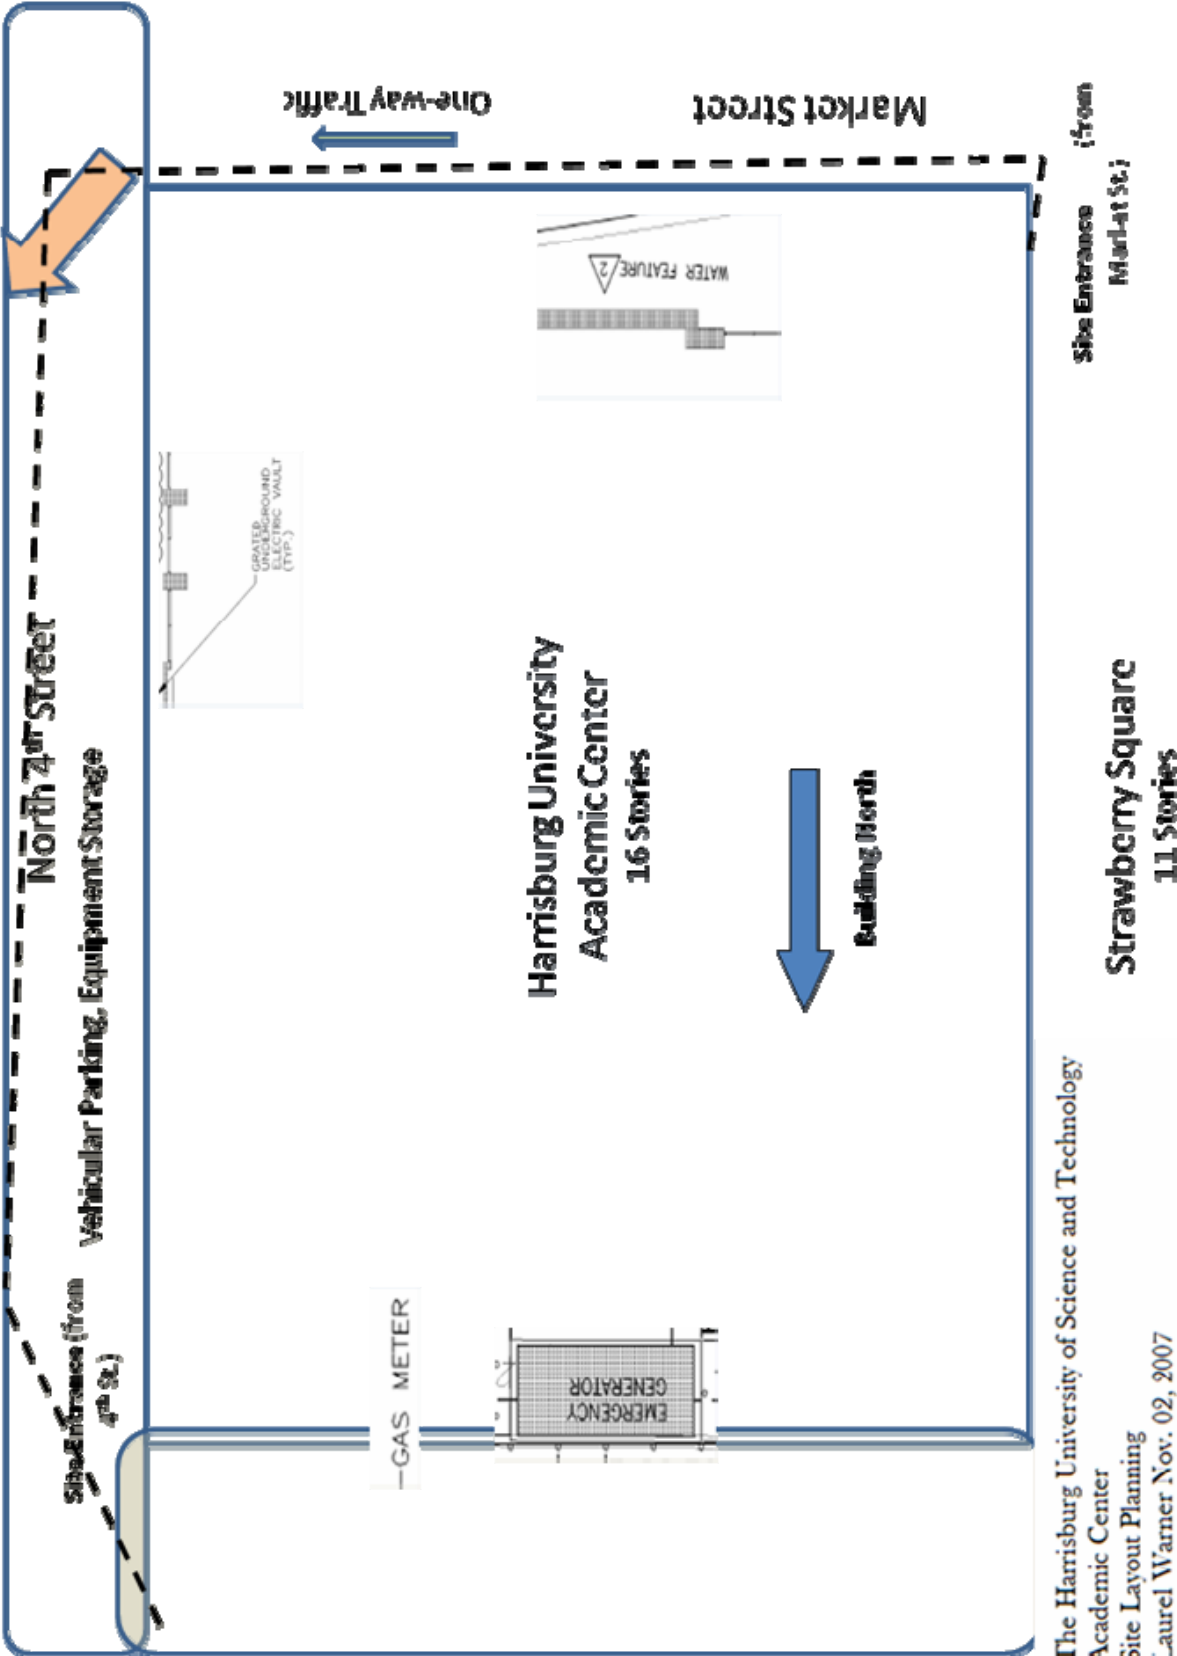 North 4th Street
Vehicular Parking, Equipment Storage
Site Entrance (from
4th St.)
One-way Traffic
Market Street
Site Entrance (from
Market St.)
WATER FEATURE
2
GRATED
UNDERGROUND
ELECTRIC VAULT
(TYP.)
Harrisburg University
Academic Center
16 Stories
Building North
GAS METER
EMERGENCY
GENERATOR
Strawberry Square
11 Stories
The Harrisburg University of Science and Technology
Academic Center
Site Layout Planning
Laurel Warner Nov. 02, 2007